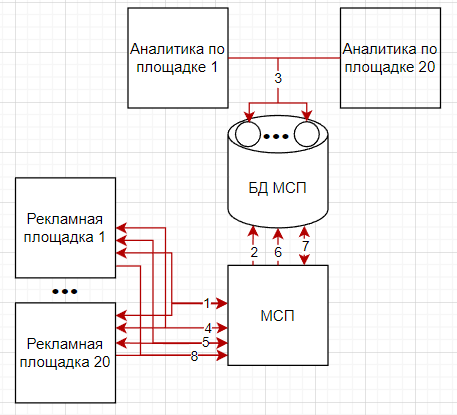 Аналитика по
площадке 1
Аналитика по
площадке 20
3
БД МСП
2
6
7
Рекламная
площадка 1
1
МСП
4
5
8
Рекламная
площадка 20